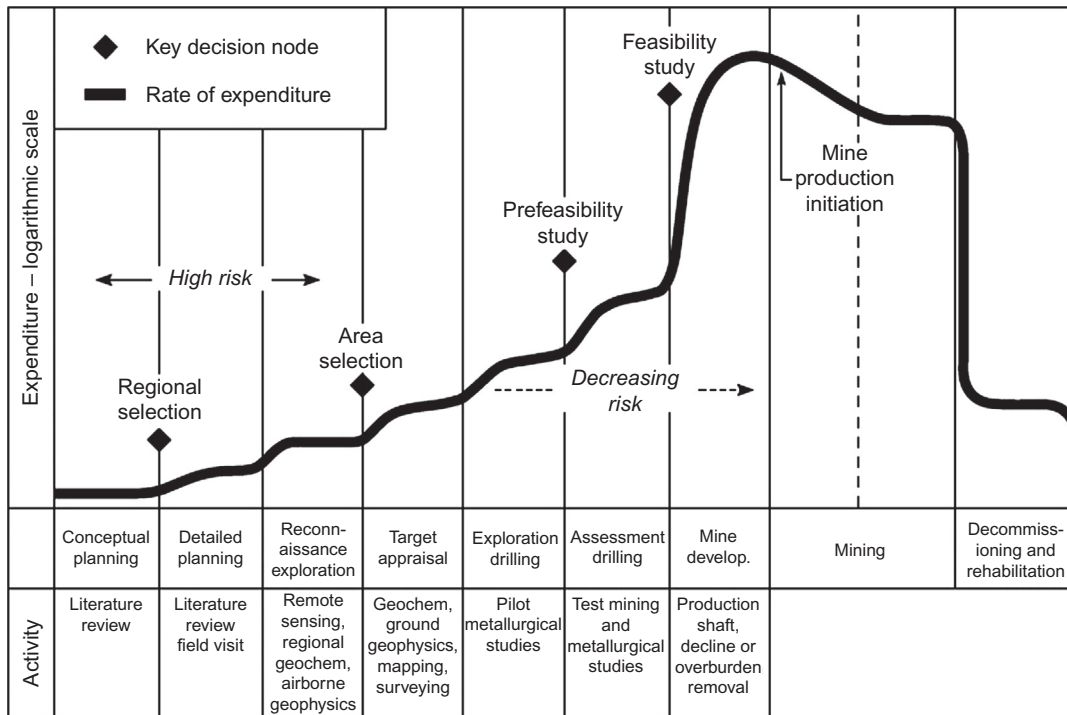 Key decision node
Rate of expenditure
Expenditure – logarithmic scale
Feasibility
study
Mine
production
initiation
Prefeasibility
study
High risk
Area
selection
Decreasing
risk
Regional
selection
Conceptual
planning
Detailed
planning
Reconn-
aissance
exploration
Target
appraisal
Exploration
drilling
Assessment
drilling
Mine
develop.
Mining
Decommiss-
ioning and
rehabilitation
Activity
Literature
review
Literature
review
field visit
Remote
sensing,
regional
geochem,
airborne
geophysics
Geochem,
ground
geophysics,
mapping,
surveying
Pilot
metallurgical
studies
Test mining
and
metallurgical
studies
Production
shaft,
decline or
overburden
removal